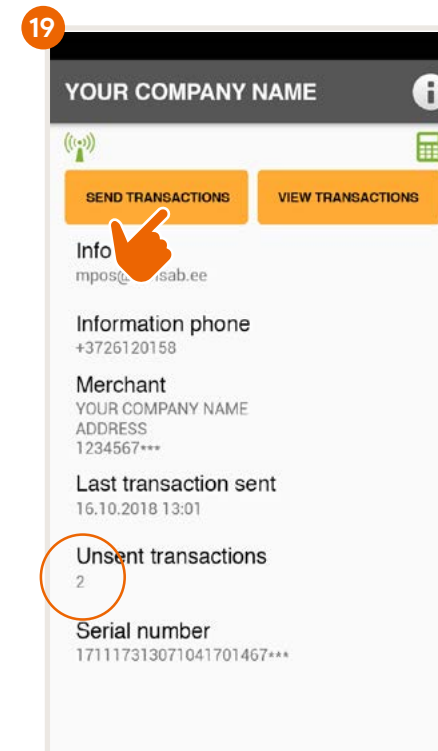 19
YOUR COMPANY NAME
SEND TRANSACTIONS
VIEW TRANSACTIONS
Info
Information phone
+3726120158
Merchant
YOUR COMPANY NAME
ADDRESS
1234567***
Last transaction sent
16.10.2018 13:01
Unsent transactions
2
Serial number
171117313071041701467***